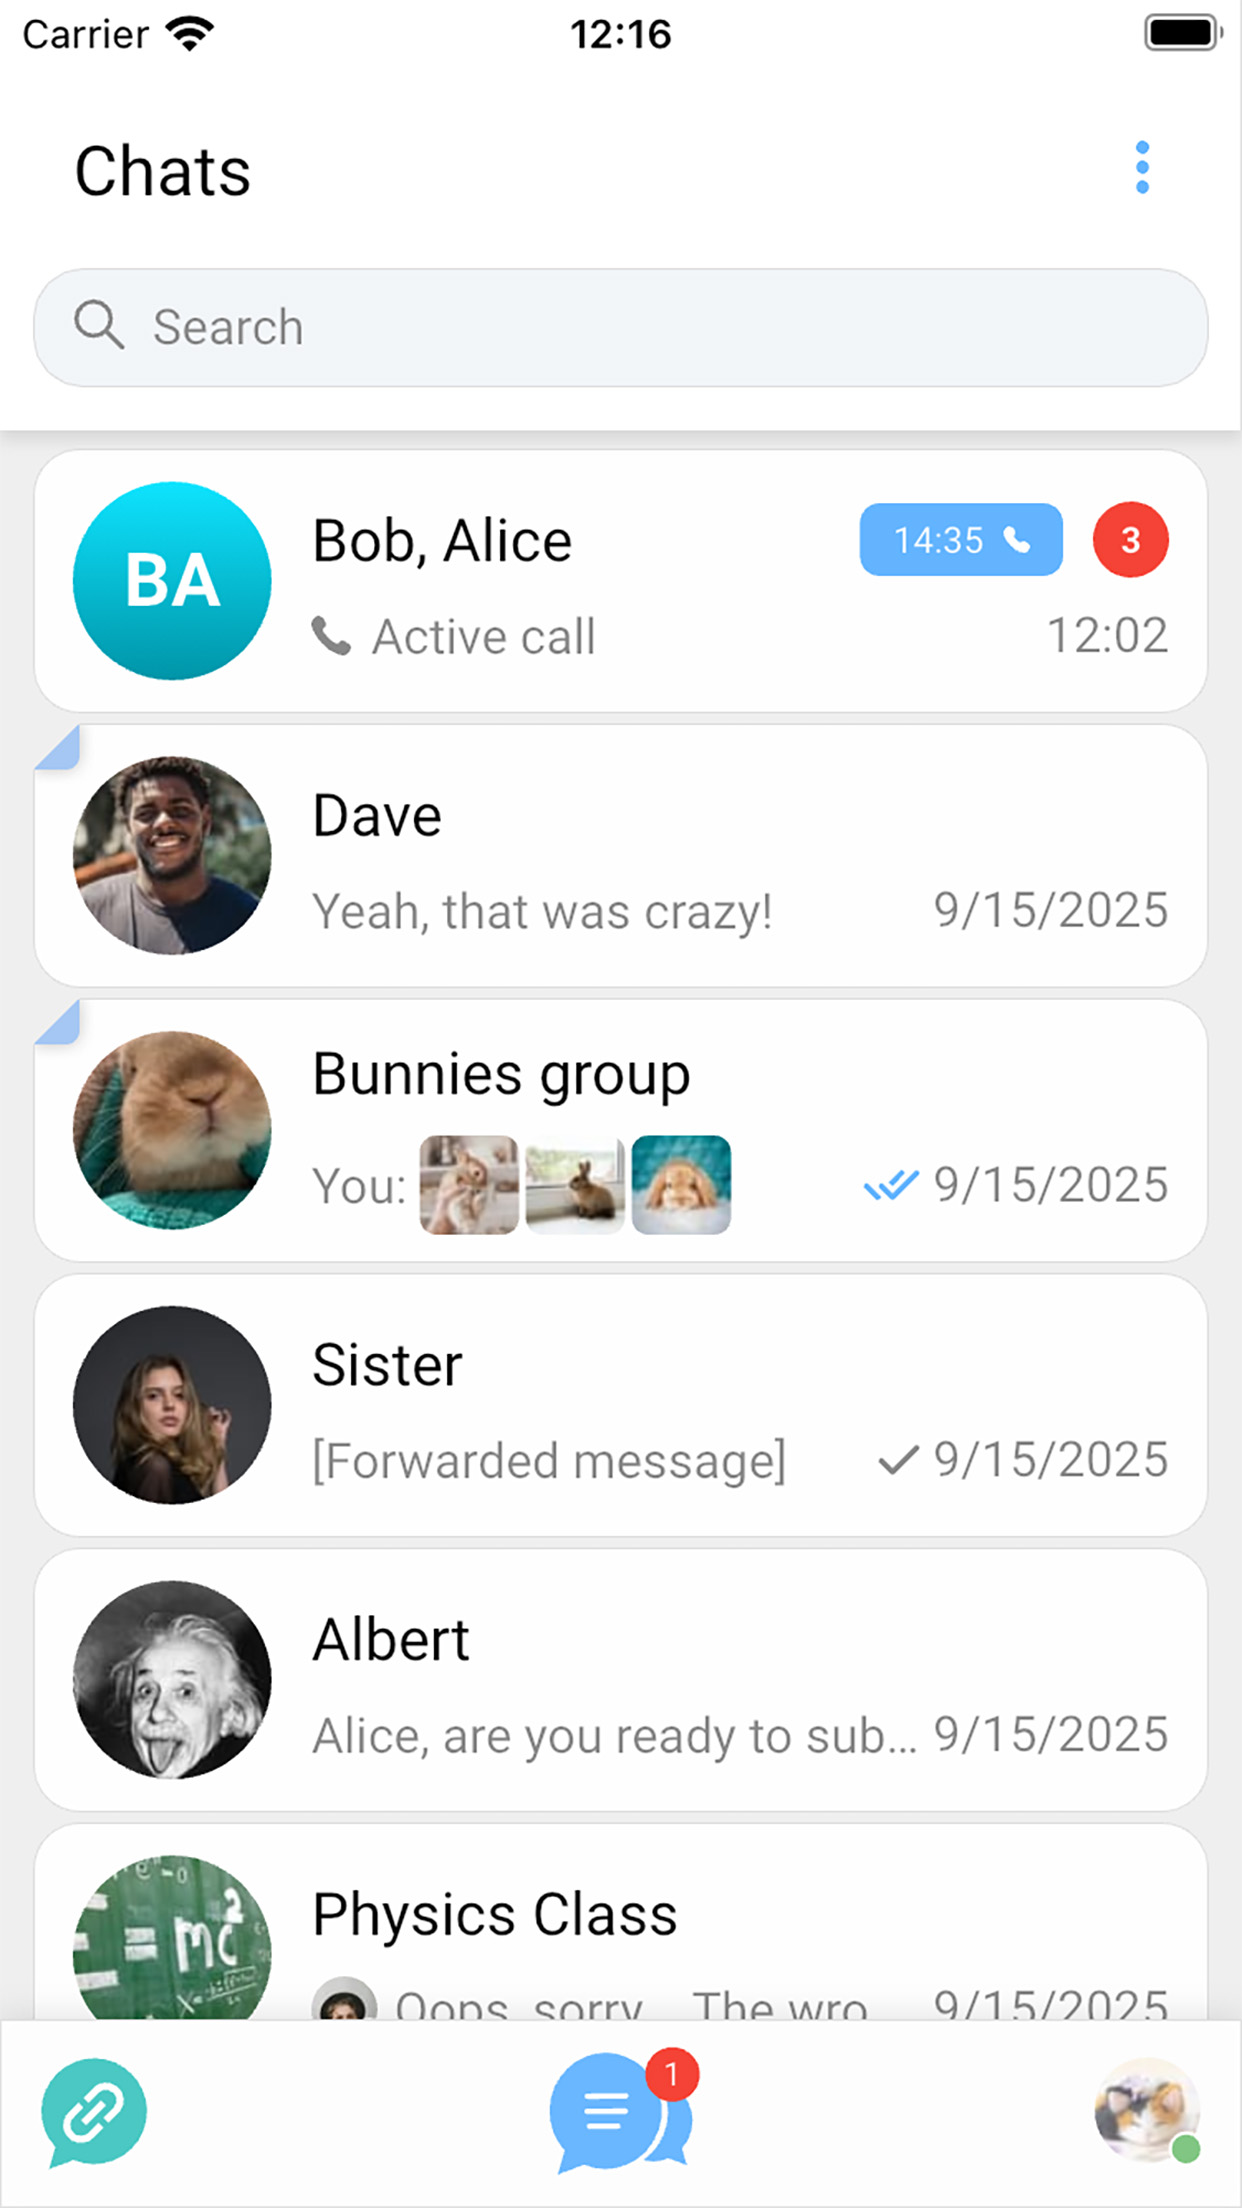 Carrier 12:16
Chats
Search
BA
Bob, Alice 14:35 3
Active call 12:02
Dave
Yeah, that was crazy! 9/15/2025
Bunnies group
You: 9/15/2025
Sister
[Forwarded message] 9/15/2025
Albert
Alice, are you ready to sub... 9/15/2025
= mc²
Physics Class
Oops, sorry... The wro... 9/15/2025
1